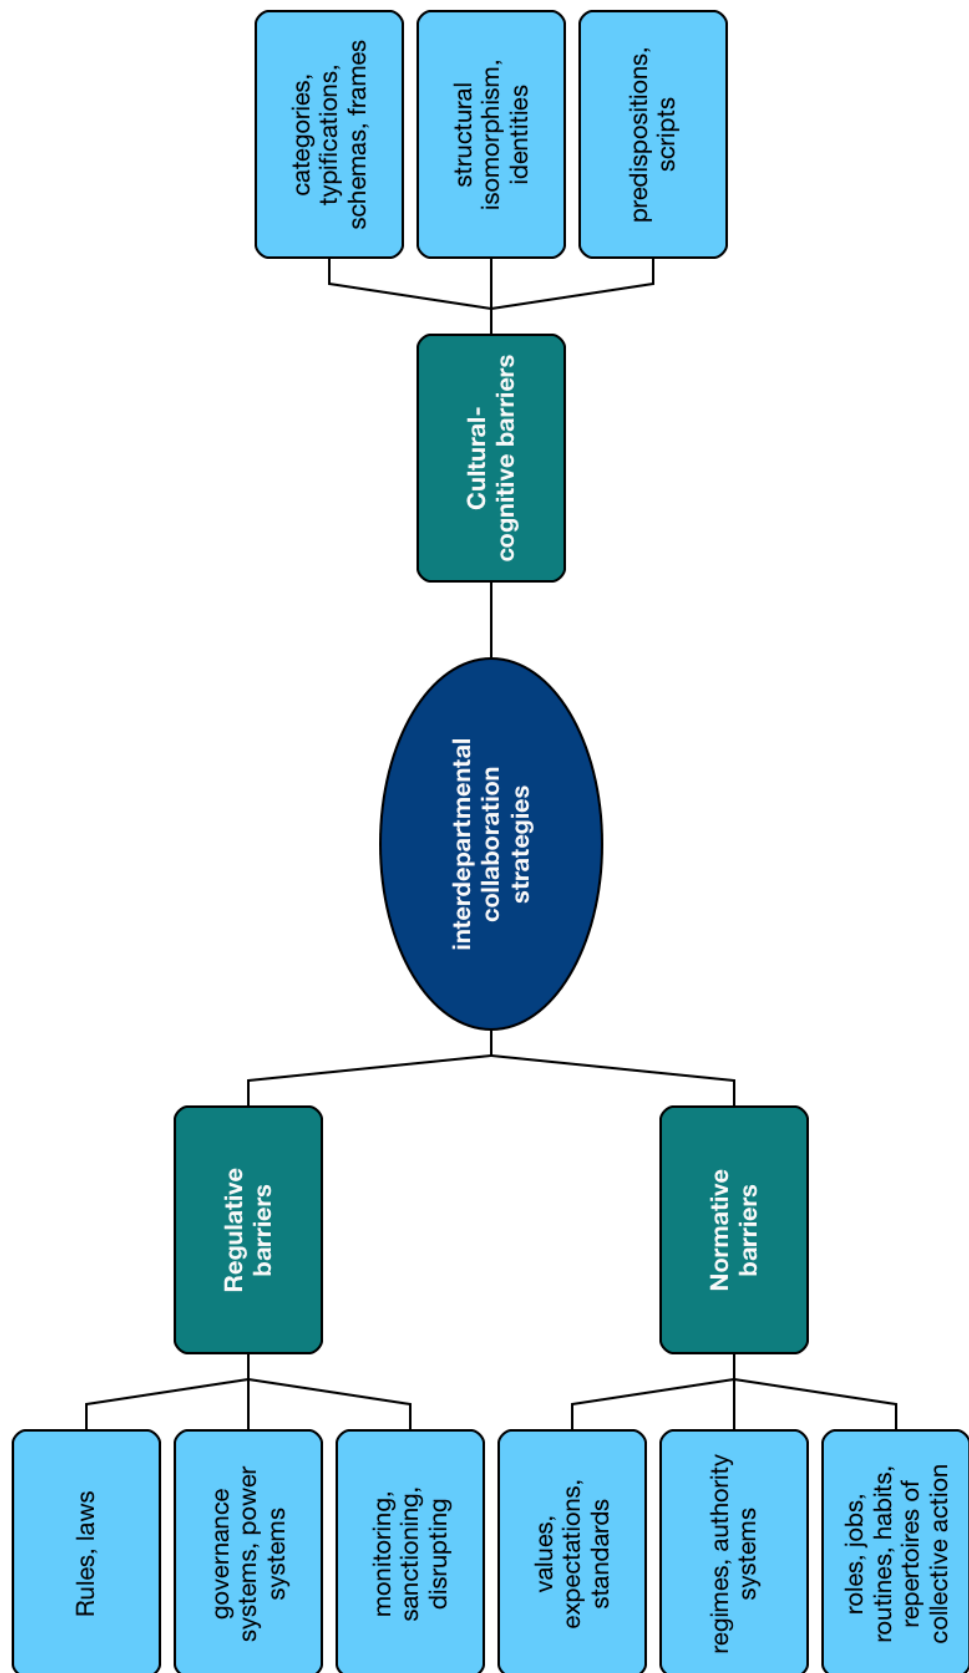 Rules, laws
governance
systems, power
systems
monitoring,
sanctioning,
disrupting
values,
expectations,
standards
regimes, authority
systems
roles, jobs,
routines, habits,
repertoires of
collective action
Regulative
barriers
Normative
barriers
interdepartmental
collaboration
strategies
Cultural-
cognitive barriers
categories,
typifications,
schemas, frames
structural
isomorphism,
identities
predispositions,
scripts